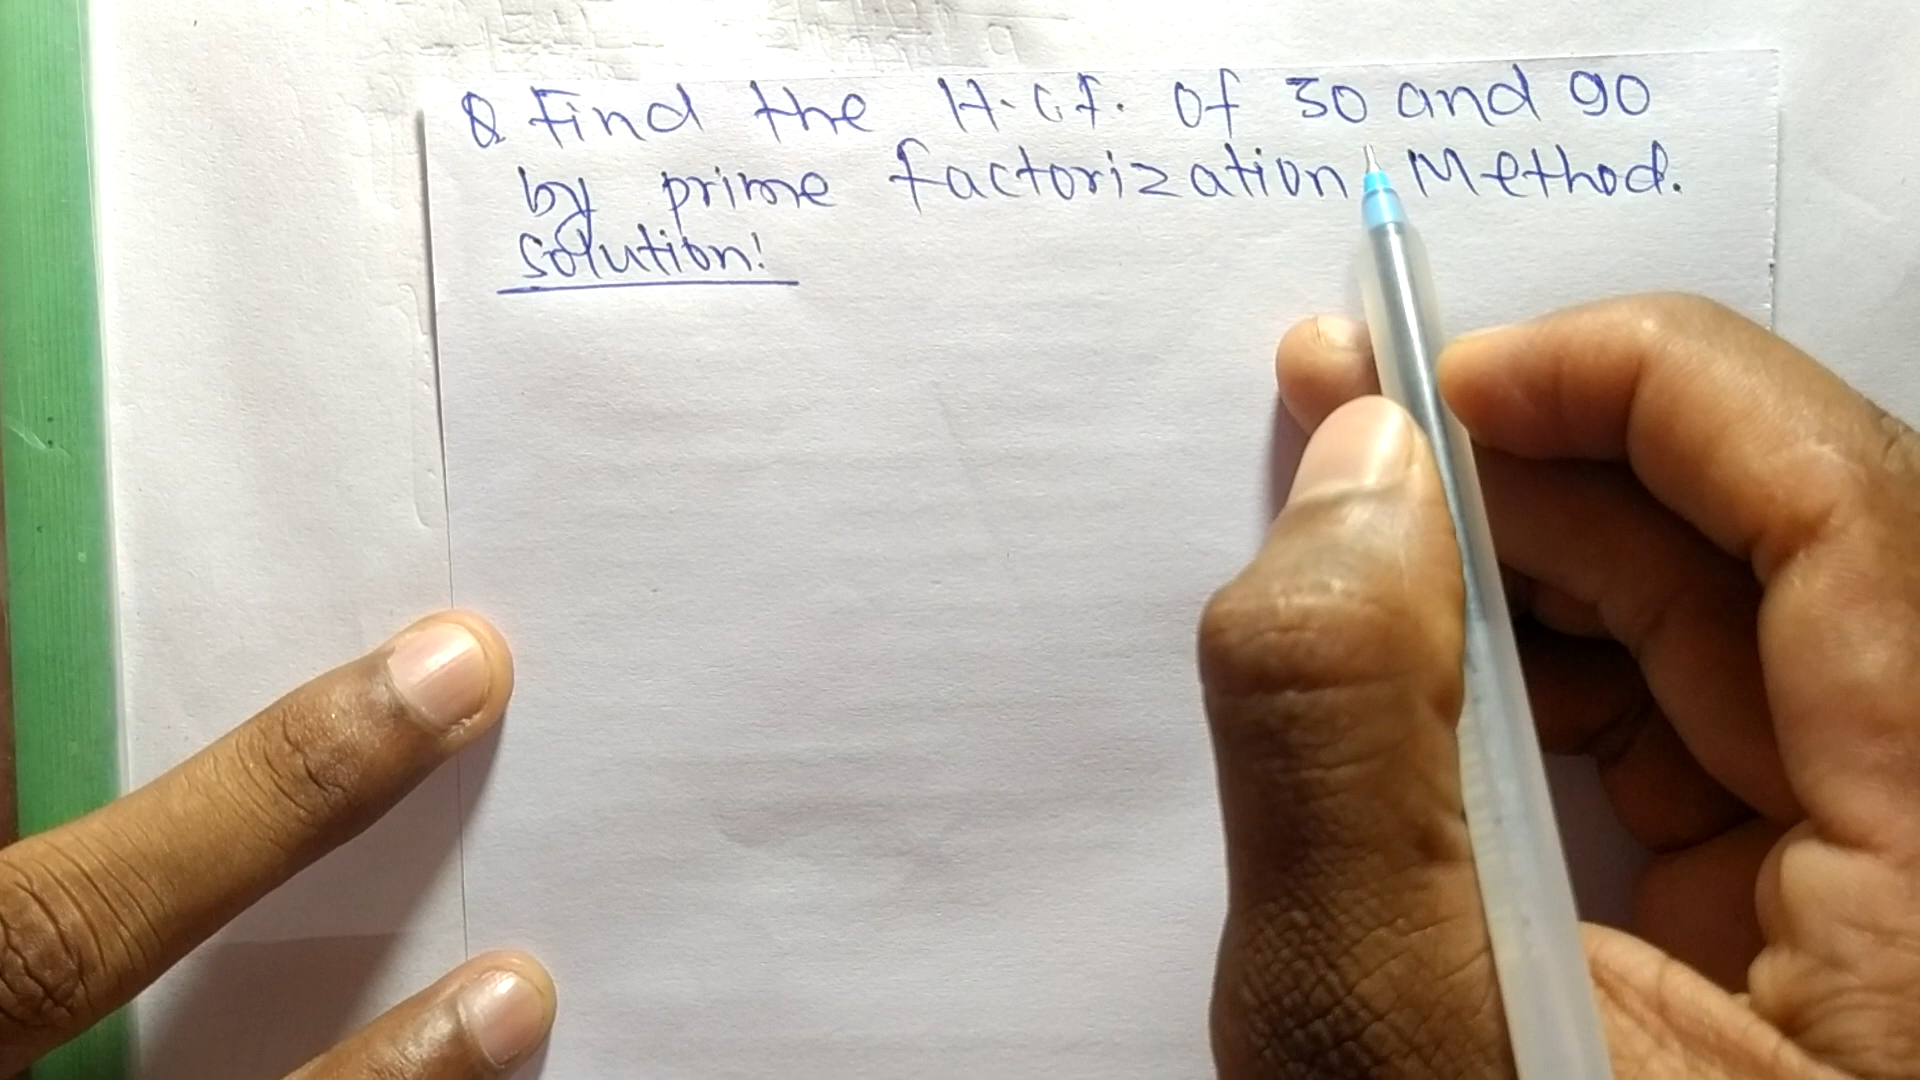 Q Find the H.C.F. of 30 and 90
by prime factorization Method.
Solution!